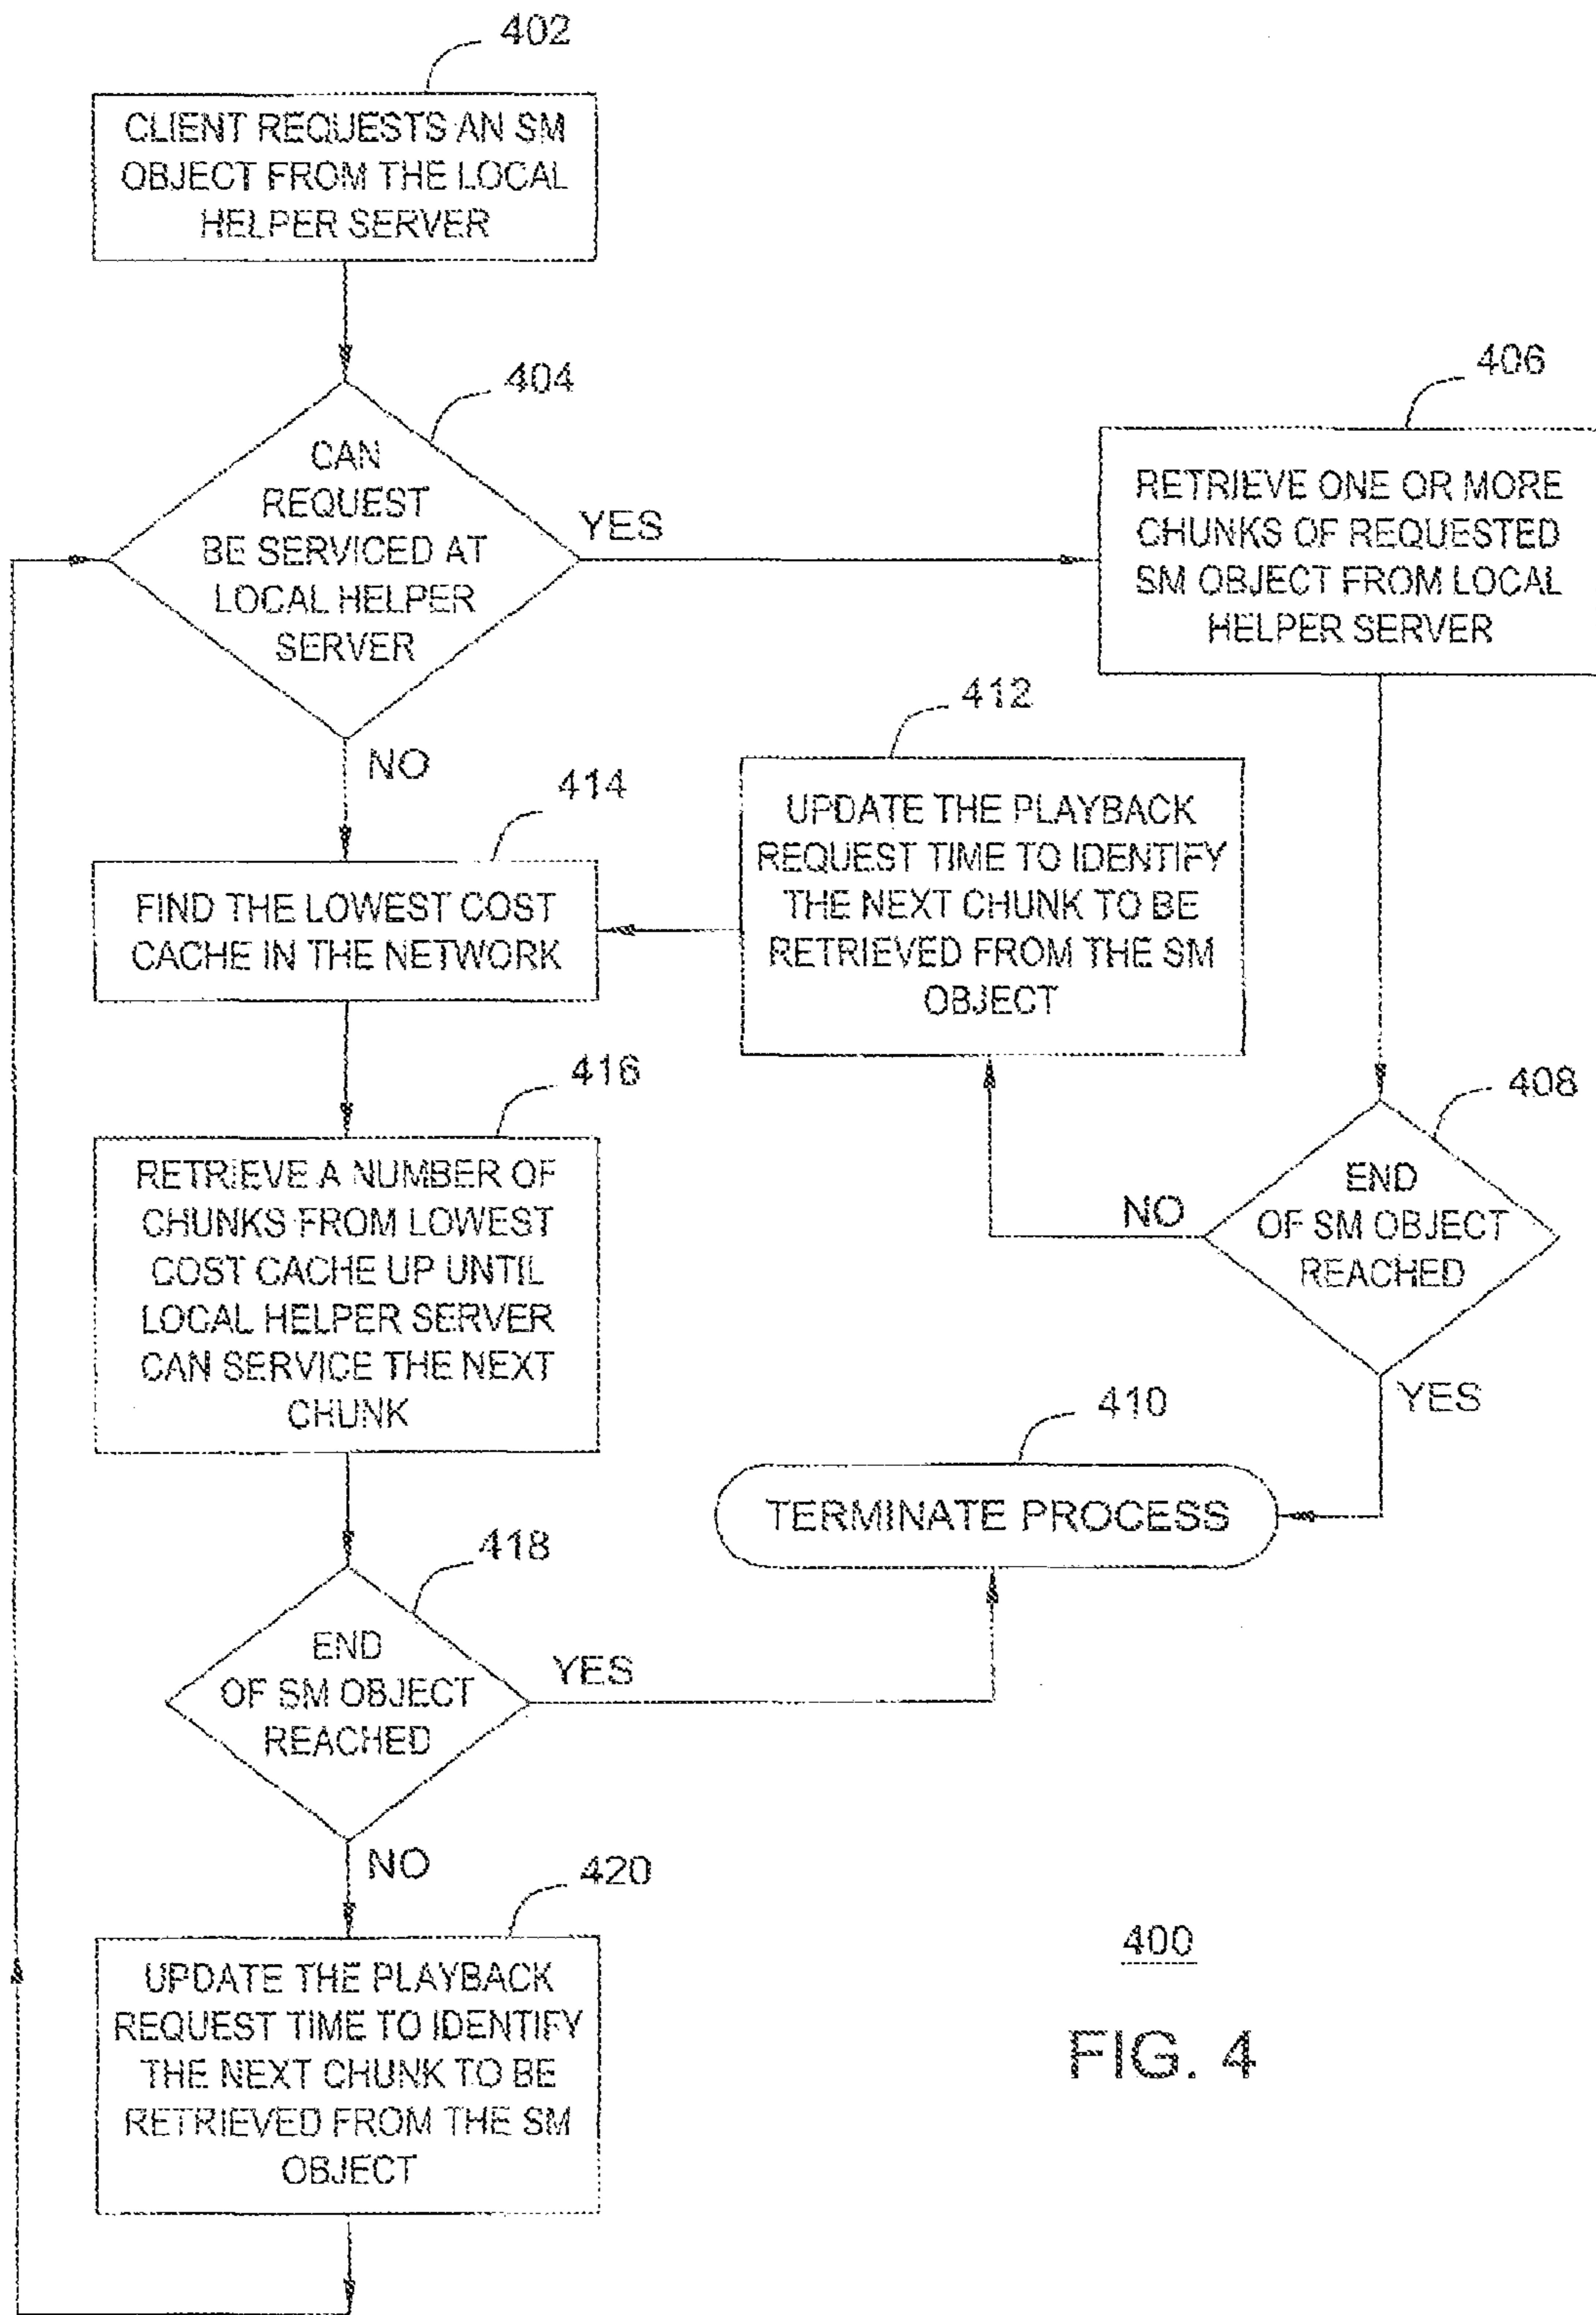 402
CLIENT REQUESTS AN SM
OBJECT FROM THE LOCAL
HELPER SERVER
404
CAN
REQUEST
BE SERVICED AT
LOCAL HELPER
SERVER
YES
NO
406
RETRIEVE ONE OR MORE
CHUNKS OF REQUESTED
SM OBJECT FROM LOCAL
HELPER SERVER
412
UPDATE THE PLAYBACK
REQUEST TIME TO IDENTIFY
THE NEXT CHUNK TO BE
RETRIEVED FROM THE SM
OBJECT
414
FIND THE LOWEST COST
CACHE IN THE NETWORK
408
END
OF SM OBJECT
REACHED
NO
YES
416
RETRIEVE A NUMBER OF
CHUNKS FROM LOWEST
COST CACHE UP UNTIL
LOCAL HELPER SERVER
CAN SERVICE THE NEXT
CHUNK
410
TERMINATE PROCESS
418
END
OF SM OBJECT
REACHED
YES
NO
420
UPDATE THE PLAYBACK
REQUEST TIME TO IDENTIFY
THE NEXT CHUNK TO BE
RETRIEVED FROM THE SM
OBJECT
400
FIG. 4